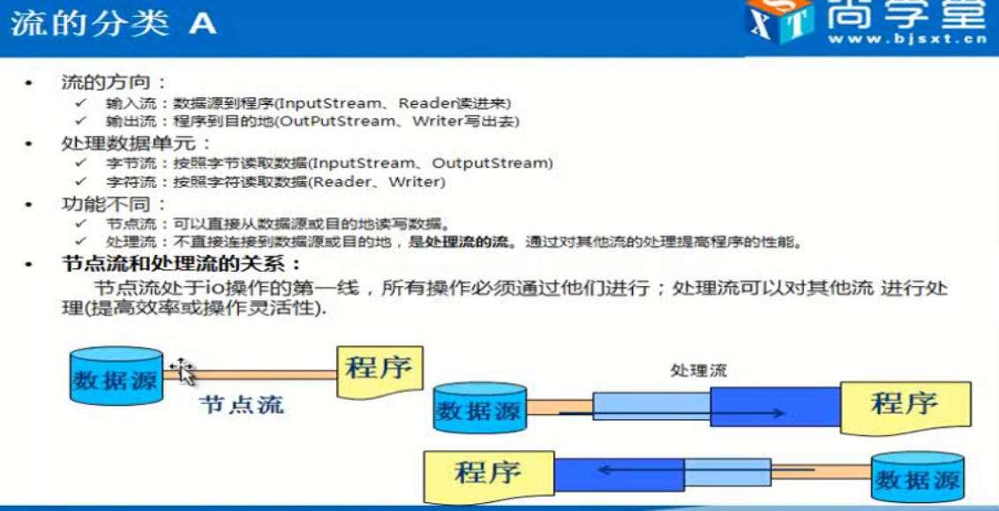 流的分类 A
SXT 尚学堂
www.bjsxt.cn
• 流的方向：
✓ 输入流：数据源到程序(InputStream、Reader读进来)
✓ 输出流：程序到目的地(OutPutStream、Writer写出去)
• 处理数据单元：
✓ 字节流：按照字节读取数据(InputStream、OutputStream)
✓ 字符流：按照字符读取数据(Reader、Writer)
• 功能不同：
✓ 节点流：可以直接从数据源或目的地读写数据。
✓ 处理流：不直接连接到数据源或目的地，是处理流的流。通过对其他流的处理提高程序的性能。
• 节点流和处理流的关系：
节点流处于io操作的第一线，所有操作必须通过他们进行；处理流可以对其他流 进行处
理(提高效率或操作灵活性).
数据源
程序
节点流
处理流
数据源
程序
程序
数据源